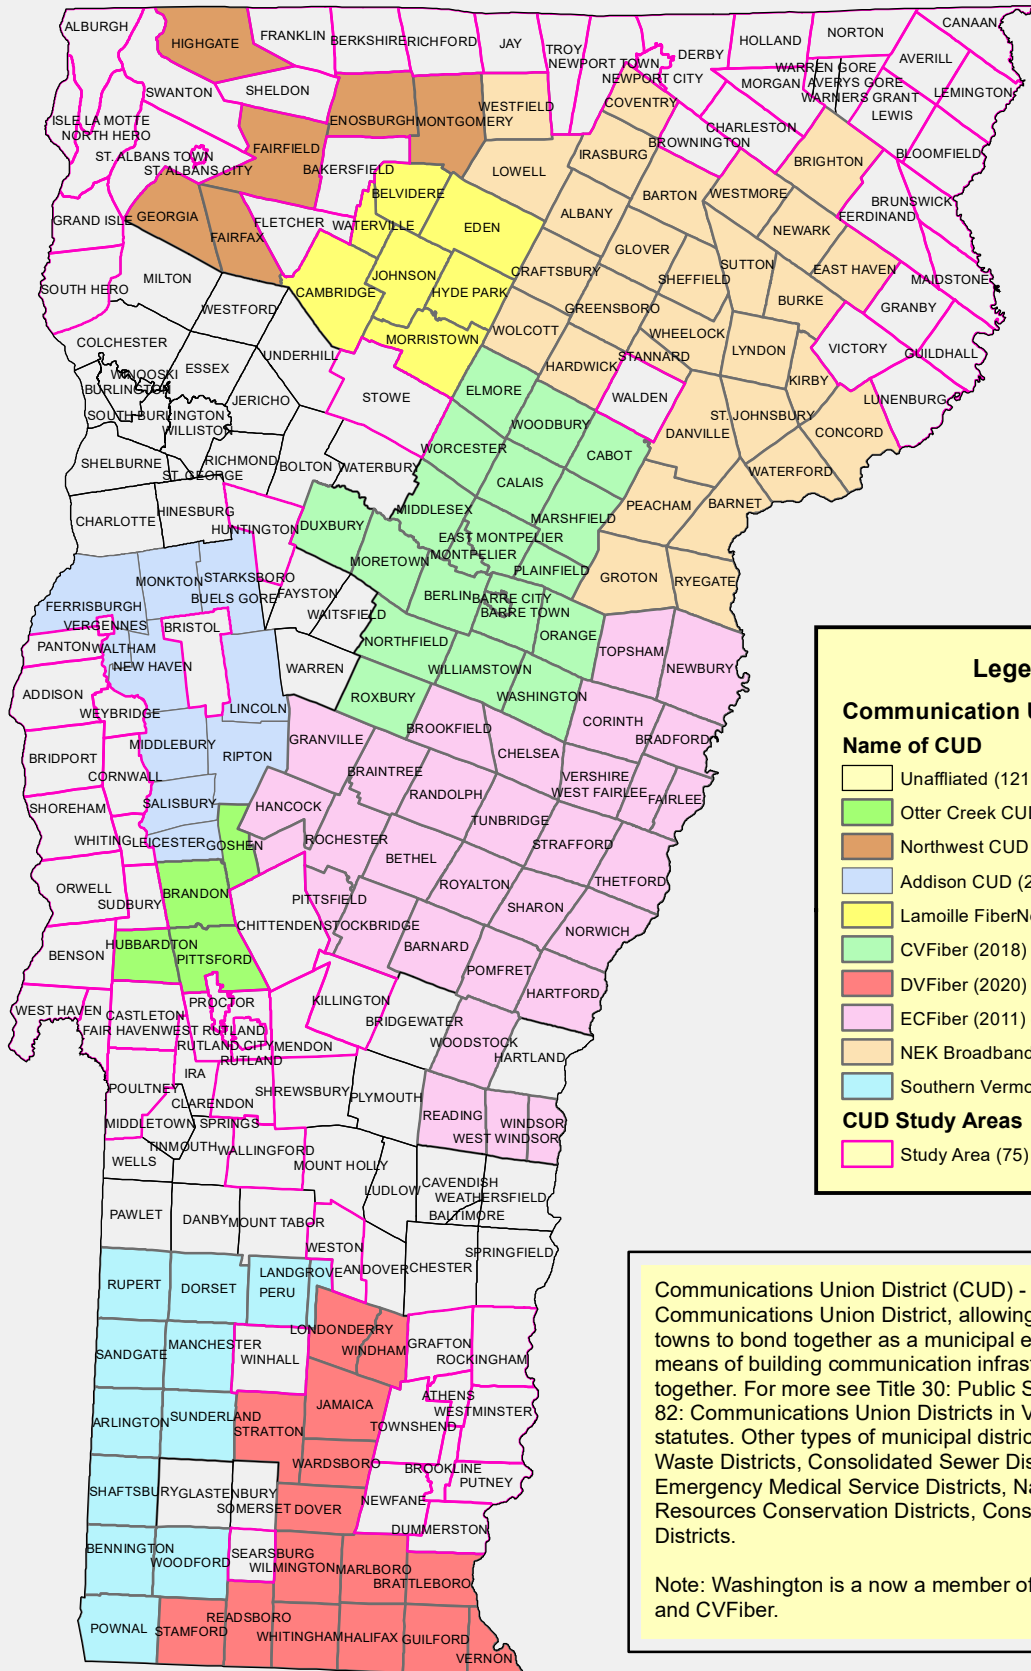 ALBURGH
HIGHGATE
FRANKLIN
BERKSHIRE
RICHFORD
JAY
TROY
NEWPORT TOWN
DERBY
HOLLAND
NORTON
CANAAN
NEWPORT CITY
MORGAN
WARREN GORE
AVERYS GORE
WARNERS GRANT
AVERILL
LEMINGTON
LEWIS
SWANTON
SHELDON
ENOSBURGH
MONTGOMERY
WESTFIELD
COVENTRY
BROWNINGTON
CHARLESTON
BRIGHTON
BLOOMFIELD
ISLE LA MOTTE
NORTH HERO
ST. ALBANS TOWN
ST. ALBANS CITY
FAIRFIELD
BAKERSFIELD
LOWELL
IRASBURG
BELVIDERE
BARTON
WESTMORE
BRUNSWICK
FERDINAND
GRAND ISLE
GEORGIA
FAIRFAX
FLETCHER
WATERVILLE
EDEN
ALBANY
NEWARK
GLOVER
SUTTON
EAST HAVEN
MAIDSTONE
SOUTH HERO
MILTON
CAMBRIDGE
JOHNSON
HYDE PARK
CRAFTSBURY
SHEFFIELD
BURKE
GRANBY
WESTFORD
GREENSBORO
WOLCOTT
WHEELOCK
LYNDON
VICTORY
GUILDHALL
COLCHESTER
UNDERHILL
MORRISTOWN
STANNARD
HARDWICK
WINOOSKI
ESSEX
BURLINGTON
JERICHO
STOWE
ELMORE
WALDEN
KIRBY
LUNENBURG
SOUTH BURLINGTON
WILLISTON
WOODBURY
ST. JOHNSBURY
DANVILLE
CONCORD
SHELBURNE
RICHMOND
ST. GEORGE
BOLTON
WATERBURY
WORCESTER
CABOT
WATERFORD
CALAIS
CHARLOTTE
HINESBURG
HUNTINGTON
DUXBURY
MIDDLESEX
MARSHFIELD
PEACHAM
BARNET
EAST MONTPELIER
MONTPELIER
MORETOWN
PLAINFIELD
MONKTON
STARKSBORO
BUELS GORE
FAYSTON
BERLIN
BARRE CITY
BARRE TOWN
GROTON
RYEGATE
FERRISBURGH
VERGENNES
BRISTOL
WAITSFIELD
NORTHFIELD
ORANGE
PANTON
WALTHAM
NEW HAVEN
WARREN
WILLIAMSTOWN
TOPSHAM
NEWBURY
ADDISON
WEYBRIDGE
LINCOLN
ROXBURY
WASHINGTON
BRIDPORT
MIDDLEBURY
RIPTON
GRANVILLE
BROOKFIELD
CHELSEA
CORINTH
BRADFORD
CORNWALL
BRAINTREE
RANDOLPH
VERSHIRE
WEST FAIRLEE
FAIRLEE
SHOREHAM
SALISBURY
HANCOCK
TUNBRIDGE
WHITING
LEICESTER
GOSHEN
ROCHESTER
BETHEL
STRAFFORD
ORWELL
SUDBURY
BRANDON
PITTSFIELD
ROYALTON
THETFORD
SHARON
CHITTENDEN
STOCKBRIDGE
NORWICH
BENSON
HUBBARDTON
PITTSFORD
BARNARD
POMFRET
WEST HAVEN
CASTLETON
FAIR HAVEN
PROCTOR
WEST RUTLAND
KILLINGTON
BRIDGEWATER
HARTFORD
RUTLAND CITY
RUTLAND
MENDON
WOODSTOCK
HARTLAND
IRA
POULTNEY
CLARENDON
SHREWSBURY
PLYMOUTH
READING
WINDSOR
WEST WINDSOR
MIDDLETOWN SPRINGS
TINMOUTH
WALLINGFORD
WELLS
MOUNT HOLLY
LUDLOW
CAVENDISH
WEATHERSFIELD
BALTIMORE
PAWLET
DANBY
MOUNT TABOR
WESTON
ANDOVER
CHESTER
SPRINGFIELD
RUPERT
DORSET
LANDGROVE
PERU
LONDONDERRY
WINDHAM
GRAFTON
ROCKINGHAM
SANDGATE
MANCHESTER
WINHALL
JAMAICA
ATHENS
WESTMINSTER
TOWNSHEND
ARLINGTON
SUNDERLAND
STRATTON
WARDSBORO
BROOKLINE
PUTNEY
SHAFTSBURY
GLASTENBURY
SOMERSET
DOVER
NEWFANE
DUMMERSTON
BENNINGTON
WOODFORD
SEARSBURG
WILMINGTON
MARLBORO
BRATTLEBORO
POWNAL
STAMFORD
READSBORO
WHITINGHAM
HALIFAX
GUILFORD
VERNON
Lege
Communication U
Name of CUD
Unaffliated (121
Otter Creek CUI
Northwest CUD
Addison CUD (2
Lamoille FiberNe
CVFiber (2018)
DVFiber (2020)
ECFiber (2011)
NEK Broadband
Southern Vermo
CUD Study Areas
Study Area (75)
Communications Union District (CUD) -
Communications Union District, allowing
towns to bond together as a municipal e
means of building communication infrast
together. For more see Title 30: Public S
82: Communications Union Districts in V
statutes. Other types of municipal distric
Waste Districts, Consolidated Sewer Dis
Emergency Medical Service Districts, Na
Resources Conservation Districts, Cons
Districts.
Note: Washington is a now a member of
and CVFiber.